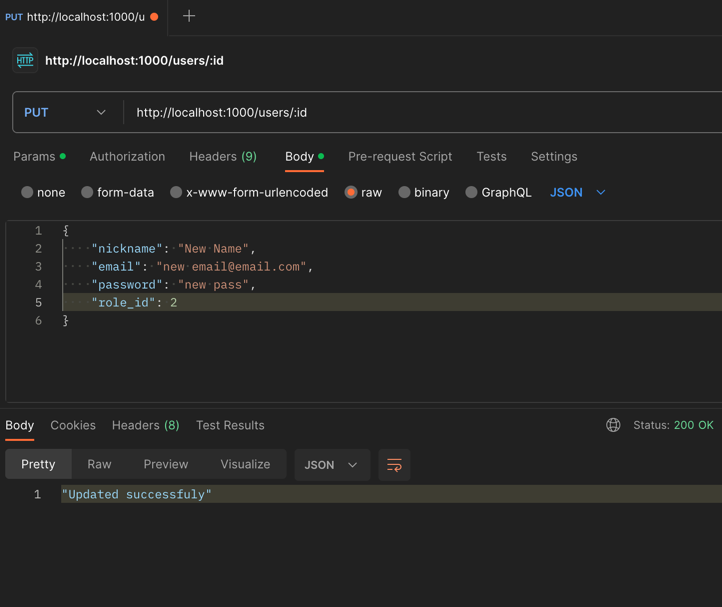 PUT http://localhost:1000/u
HTTP http://localhost:1000/users/:id
PUT http://localhost:1000/users/:id
Params Authorization Headers (9) Body Pre-request Script Tests Settings
none form-data x-www-form-urlencoded raw binary GraphQL JSON
1 {
2 "nickname": "New Name",
3 "email": "new email@email.com",
4 "password": "new pass",
5 "role_id": 2
6 }
Body Cookies Headers (8) Test Results Status: 200 OK
Pretty Raw Preview Visualize JSON
1 "Updated successfuly"